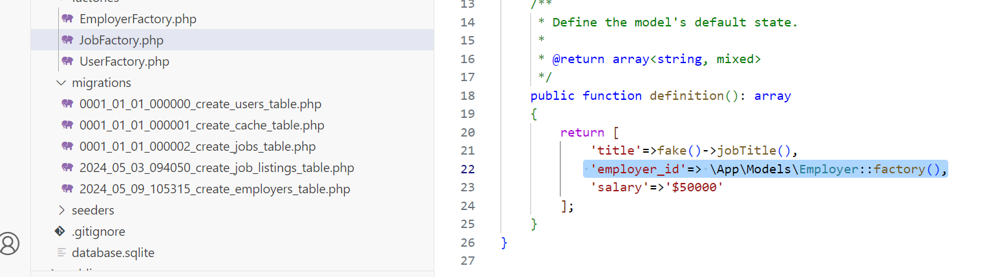 factories
EmployerFactory.php
JobFactory.php
UserFactory.php
migrations
0001_01_01_000000_create_users_table.php
0001_01_01_000001_create_cache_table.php
0001_01_01_000002_create_jobs_table.php
2024_05_03_094050_create_job_listings_table.php
2024_05_09_105315_create_employers_table.php
seeders
.gitignore
database.sqlite
13 /**
14 * Define the model's default state.
15 *
16 * @return array<string, mixed>
17 */
18 public function definition(): array
19 {
20 return [
21 'title'=>fake()->jobTitle(),
22 'employer_id'=> \App\Models\Employer::factory(),
23 'salary'=>'$50000'
24 ];
25 }
26 }
27